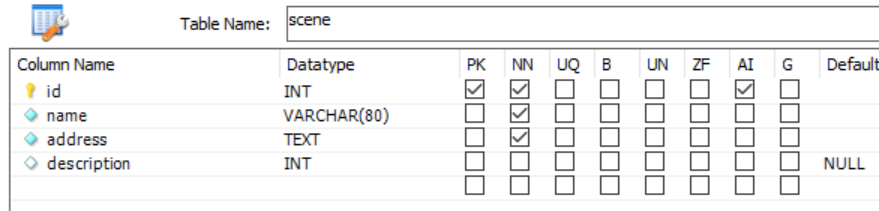 Table Name: scene
Column Name Datatype PK NN UQ B UN ZF AI G Default
id INT
name VARCHAR(80)
address TEXT
description INT NULL